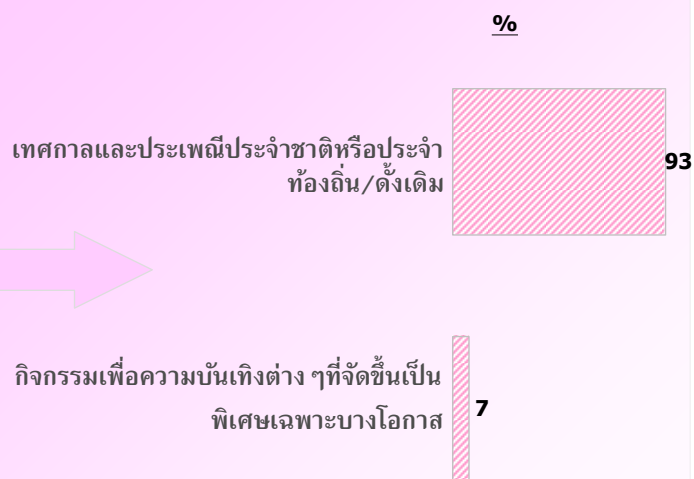 %
เทศกาลและประเพณีประจำชาติหรือประจำ
ท้องถิ่น/ดั้งเดิม
93
กิจกรรมเพื่อความบันเทิงต่าง ๆที่จัดขึ้นเป็น
พิเศษเฉพาะบางโอกาส
7